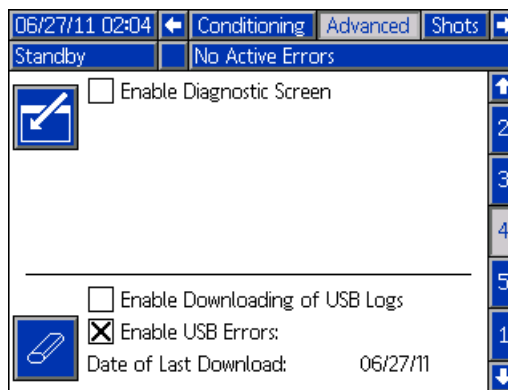 06/27/11 02:04 Conditioning Advanced Shots
Standby No Active Errors
Enable Diagnostic Screen
2
3
4
5
1
Enable Downloading of USB Logs
Enable USB Errors:
Date of Last Download: 06/27/11